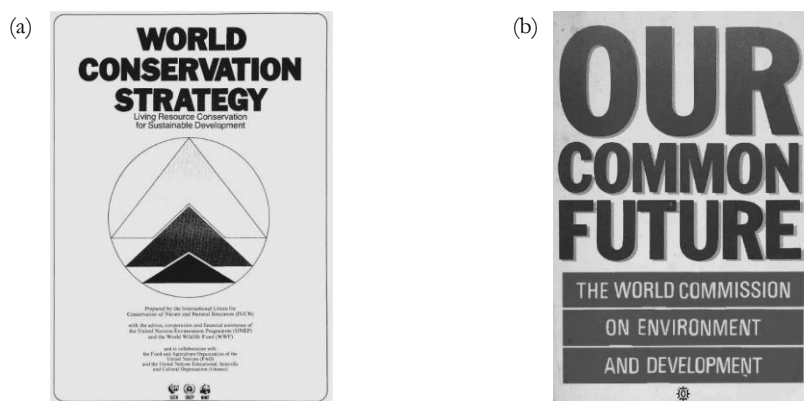 (a)
WORLD
CONSERVATION
STRATEGY
Living Resource Conservation
for Sustainable Development
Prepared by the International Union for
Conservation of Nature and Natural Resources (IUCN)
with the advice, cooperation and financial assistance of
the United Nations Environment Programme (UNEP)
and the World Wildlife Fund (WWF)
and in collaboration with
the Food and Agriculture Organization of the
United Nations (FAO)
and the United Nations Educational, Scientific
and Cultural Organization (Unesco)
IUCN UNEP WWF
(b)
OUR
COMMON
FUTURE
THE WORLD COMMISSION
ON ENVIRONMENT
AND DEVELOPMENT